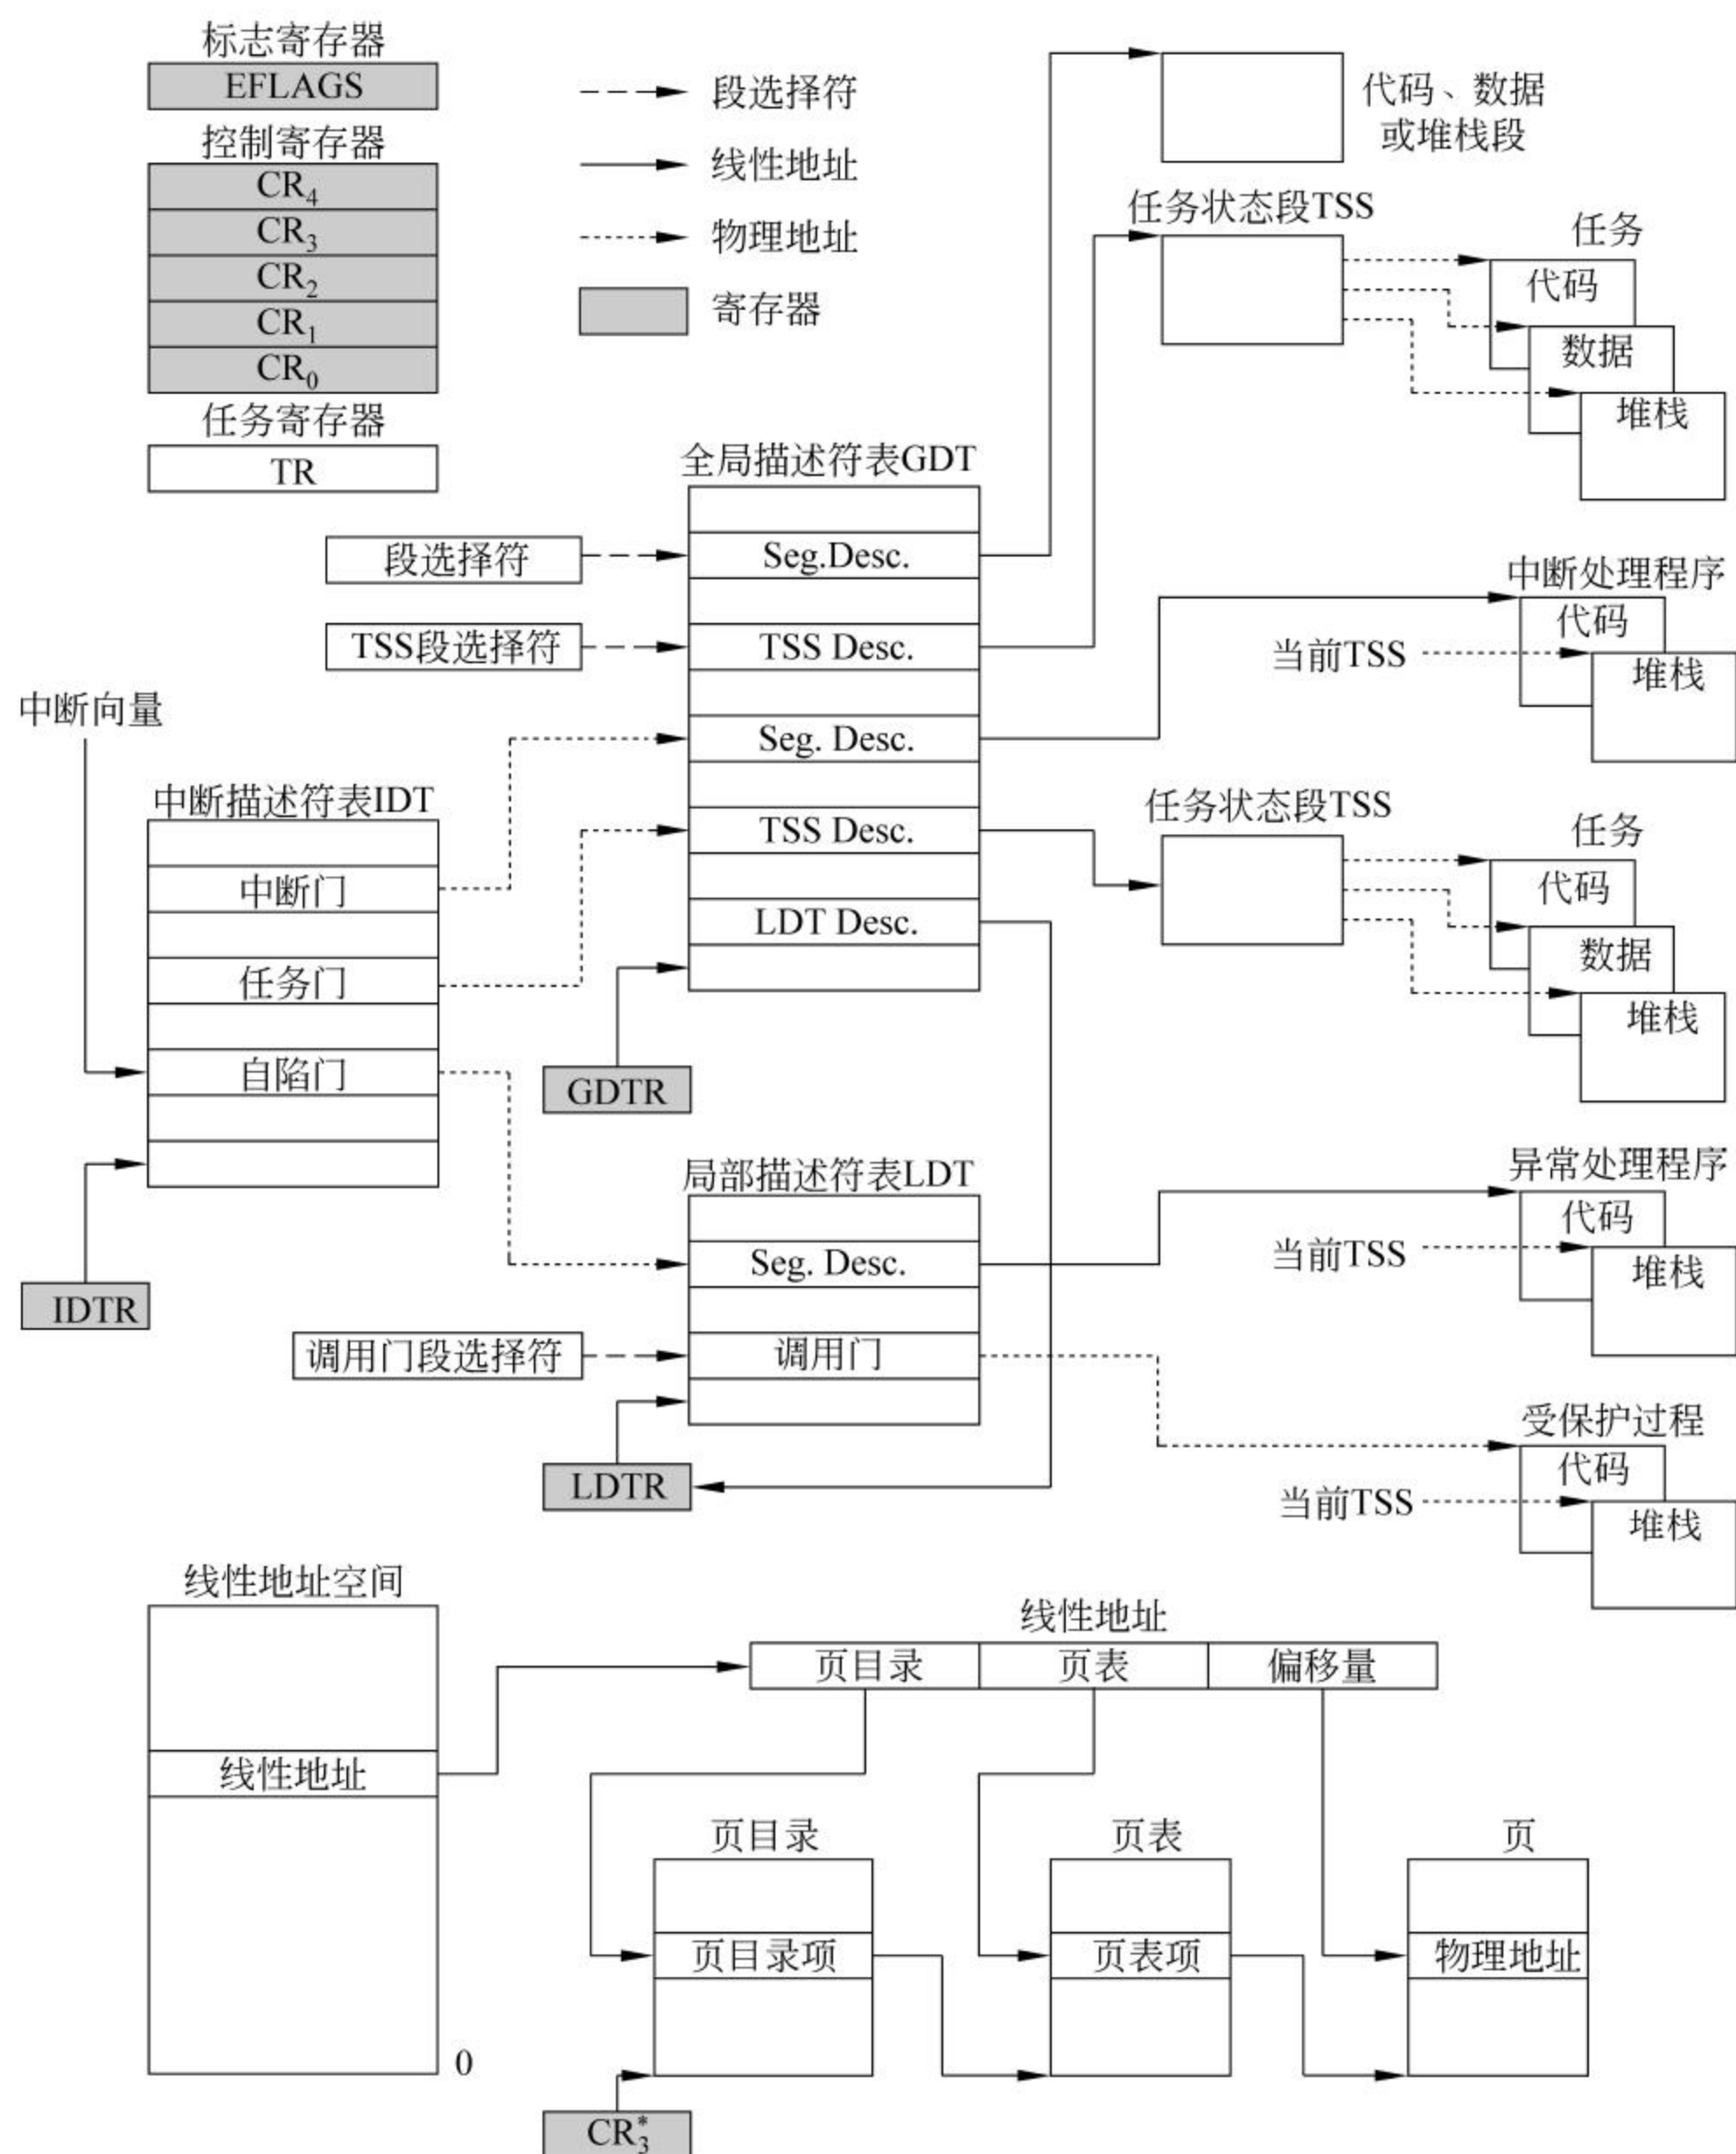 标志寄存器
EFLAGS
控制寄存器
CR4
CR3
CR2
CR1
CR0
任务寄存器
TR
段选择符
线性地址
物理地址
寄存器
代码、数据
或堆栈段
任务状态段TSS
任务
代码
数据
堆栈
全局描述符表GDT
段选择符
Seg.Desc.
TSS段选择符
TSS Desc.
Seg. Desc.
TSS Desc.
LDT Desc.
GDTR
中断处理程序
代码
当前TSS
堆栈
中断向量
中断描述符表IDT
中断门
任务门
自陷门
IDTR
任务状态段TSS
任务
代码
数据
堆栈
局部描述符表LDT
Seg. Desc.
调用门段选择符
调用门
LDTR
异常处理程序
代码
当前TSS
堆栈
受保护过程
代码
当前TSS
堆栈
线性地址空间
线性地址
0
线性地址
页目录 页表 偏移量
页目录
页目录项
页表
页表项
页
物理地址
CR3*